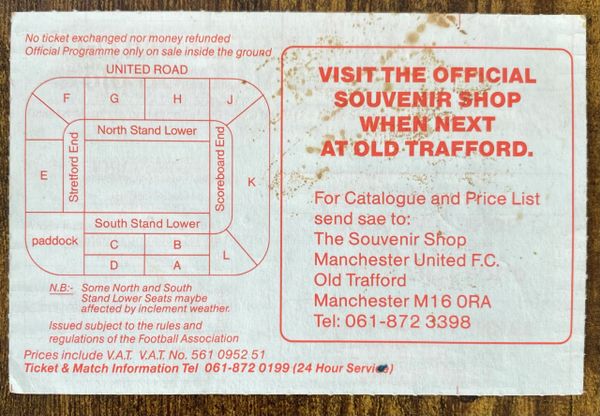 No ticket exchanged nor money refunded
Official Programme only on sale inside the ground
UNITED ROAD
F
G
H
J
North Stand Lower
Stretford End
Scoreboard End
E
K
South Stand Lower
paddock
C
B
D
A
L
N.B:- Some North and South
Stand Lower Seats maybe
affected by inclement weather.
Issued subject to the rules and
regulations of the Football Association
Prices include V.A.T. V.A.T. No. 561 0952 51
Ticket & Match Information Tel 061-872 0199 (24 Hour Service)
VISIT THE OFFICIAL
SOUVENIR SHOP
WHEN NEXT
AT OLD TRAFFORD.
For Catalogue and Price List
send sae to:
The Souvenir Shop
Manchester United F.C.
Old Trafford
Manchester M16 0RA
Tel: 061-872 3398